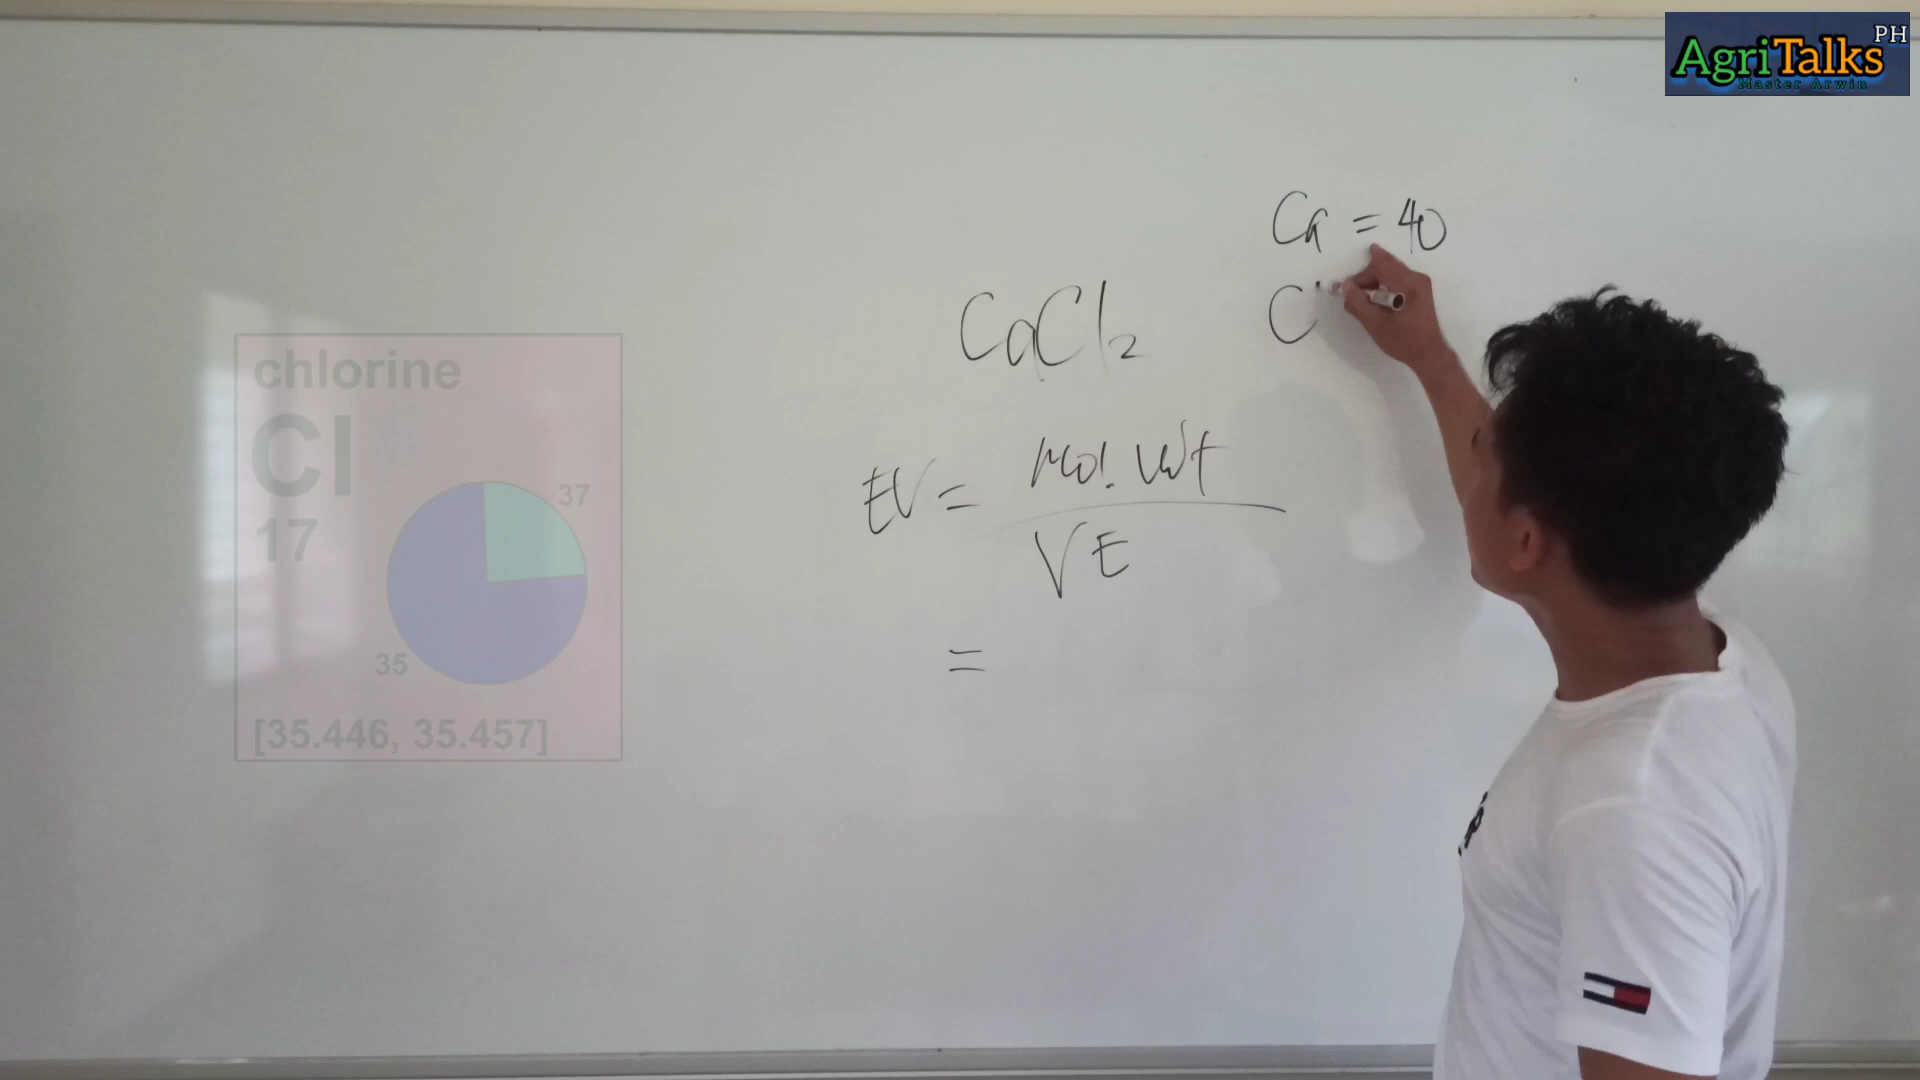 AgriTalks PH
Master Arwin
Ca = 40
CaCl2
C
chlorine
Cl
17
37
35
[35.446, 35.457]
EV = mol. wt
VE
=